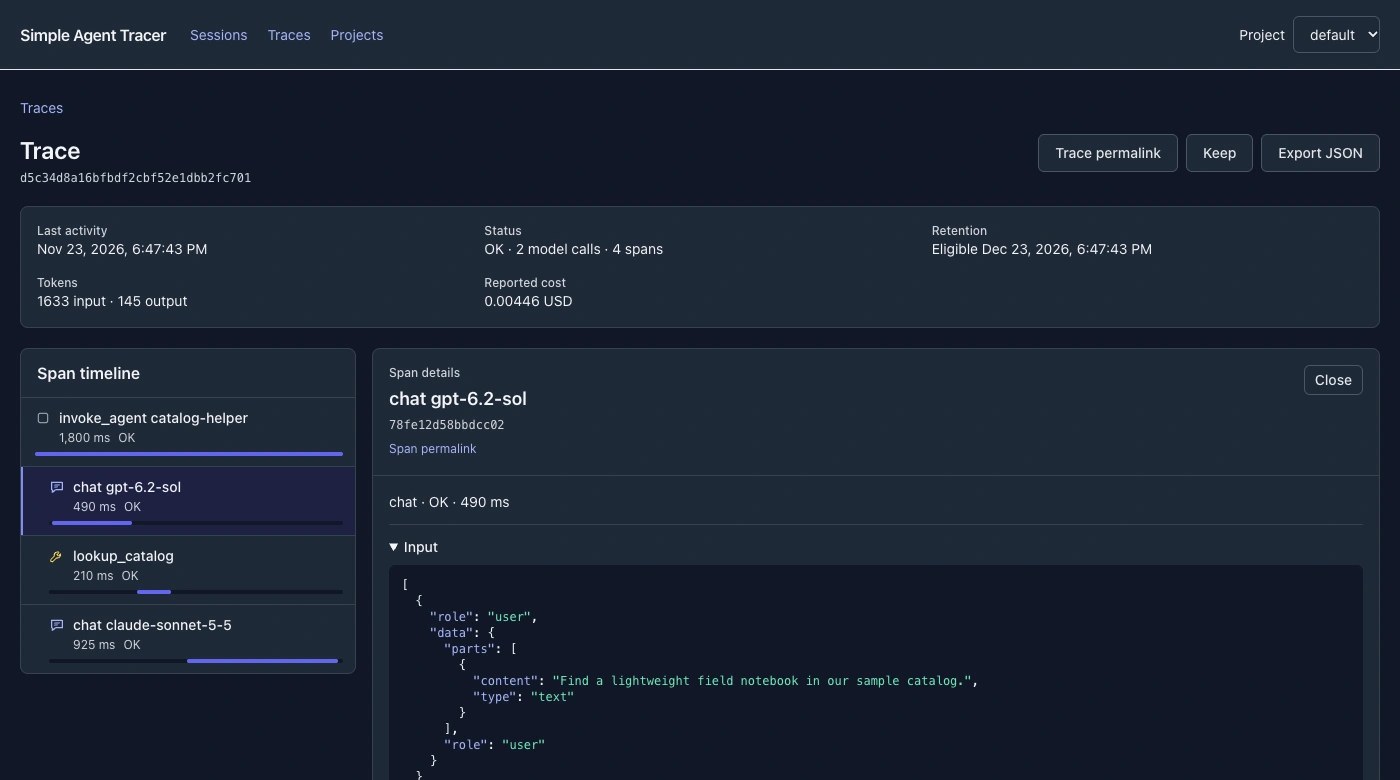 Simple Agent Tracer Sessions Traces Projects Project default
Traces
Trace
d5c34d8a16bfbdf2cbf52e1dbb2fc701
Trace permalink Keep Export JSON
Last activity
Nov 23, 2026, 6:47:43 PM
Status
OK · 2 model calls · 4 spans
Retention
Eligible Dec 23, 2026, 6:47:43 PM
Tokens
1633 input · 145 output
Reported cost
0.00446 USD
Span timeline
invoke_agent catalog-helper
1,800 ms OK
chat gpt-6.2-sol
490 ms OK
lookup_catalog
210 ms OK
chat claude-sonnet-5-5
925 ms OK
Span details
chat gpt-6.2-sol
78fe12d58bbdcc02
Span permalink
Close
chat · OK · 490 ms
▼ Input
[
  {
    "role": "user",
    "data": {
      "parts": [
        {
          "content": "Find a lightweight field notebook in our sample catalog.",
          "type": "text"
        }
      ],
      "role": "user"
    }
  }